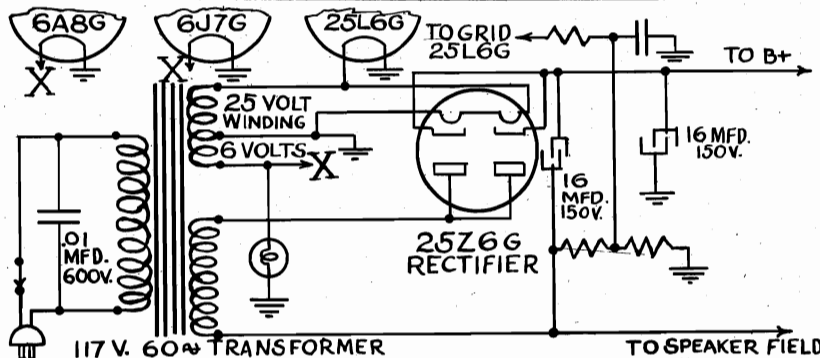 6A8G
6J7G
25L6G
TO GRID
25L6G
TO B+
X
X
25 VOLT
WINDING
6 VOLTS
X
16 MFD.
150V.
16
MFD.
150V.
.01
MFD.
600V.
25Z6G
RECTIFIER
117 V. 60~ TRANSFORMER
TO SPEAKER FIELD